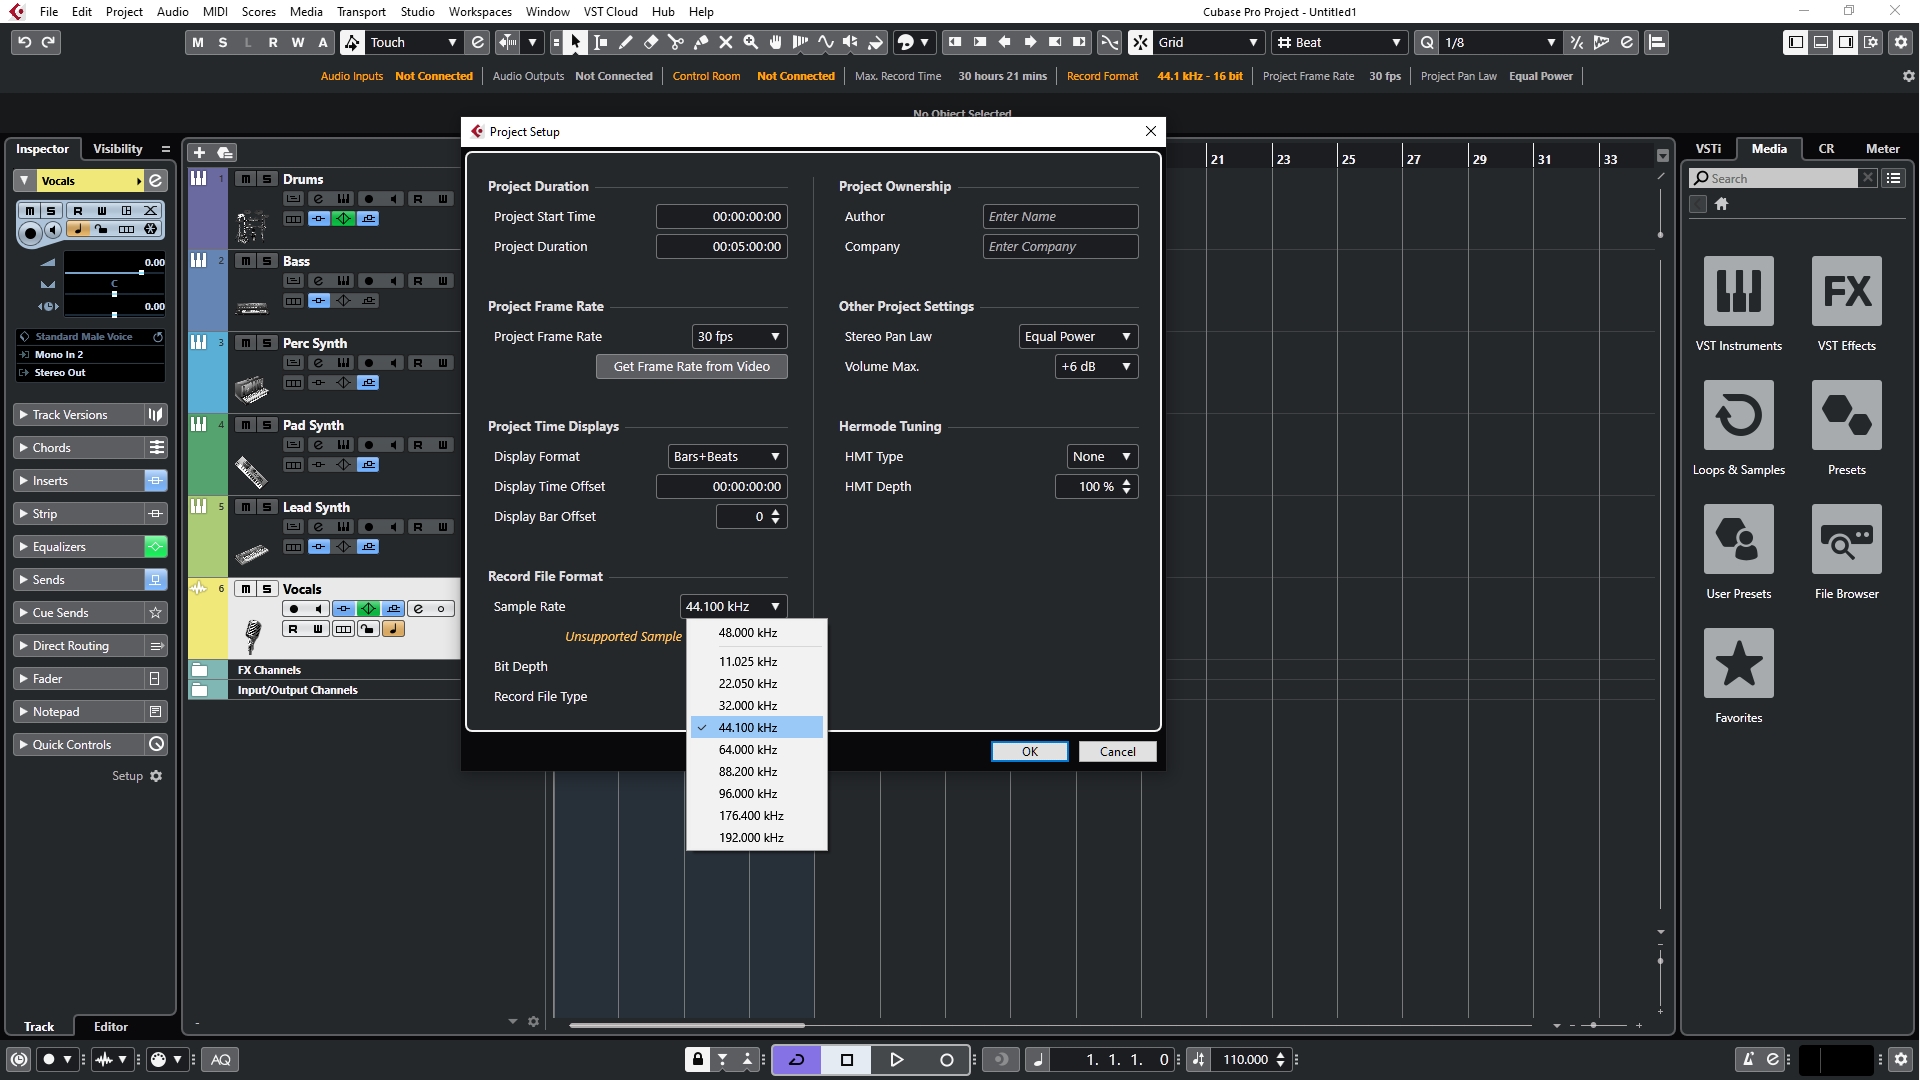 File Edit Project Audio MIDI Scores Media Transport Studio Workspaces Window VST Cloud Hub Help
Cubase Pro Project - Untitled1
M S L R W A Touch Grid Beat Q 1/8
Audio Inputs Not Connected Audio Outputs Not Connected Control Room Not Connected Max. Record Time 30 hours 21 mins Record Format 44.1 kHz - 16 bit Project Frame Rate 30 fps Project Pan Law Equal Power
No Object Selected
Inspector Visibility
Vocals
M S R W
0.00
C
0.00
Standard Male Voice
Mono In 2
Stereo Out
Track Versions
Chords
Inserts
Strip
Equalizers
Sends
Cue Sends
Direct Routing
Fader
Notepad
Quick Controls
Setup
Track Editor
1 M S Drums
R W
2 M S Bass
R W
3 M S Perc Synth
R W
4 M S Pad Synth
R W
5 M S Lead Synth
R W
6 M S Vocals
R W
FX Channels
Input/Output Channels
Project Setup
Project Duration
Project Start Time 00:00:00:00
Project Duration 00:05:00:00
Project Frame Rate
Project Frame Rate 30 fps
Get Frame Rate from Video
Project Time Displays
Display Format Bars+Beats
Display Time Offset 00:00:00:00
Display Bar Offset 0
Record File Format
Sample Rate 44.100 kHz
Unsupported Sample
Bit Depth
Record File Type
48.000 kHz
11.025 kHz
22.050 kHz
32.000 kHz
44.100 kHz
64.000 kHz
88.200 kHz
96.000 kHz
176.400 kHz
192.000 kHz
Project Ownership
Author Enter Name
Company Enter Company
Other Project Settings
Stereo Pan Law Equal Power
Volume Max. +6 dB
Hermode Tuning
HMT Type None
HMT Depth 100 %
OK Cancel
21 23 25 27 29 31 33
VSTi Media CR Meter
Search
VST Instruments VST Effects
FX
Loops & Samples Presets
User Presets File Browser
Favorites
AQ
1. 1. 1. 0
110.000